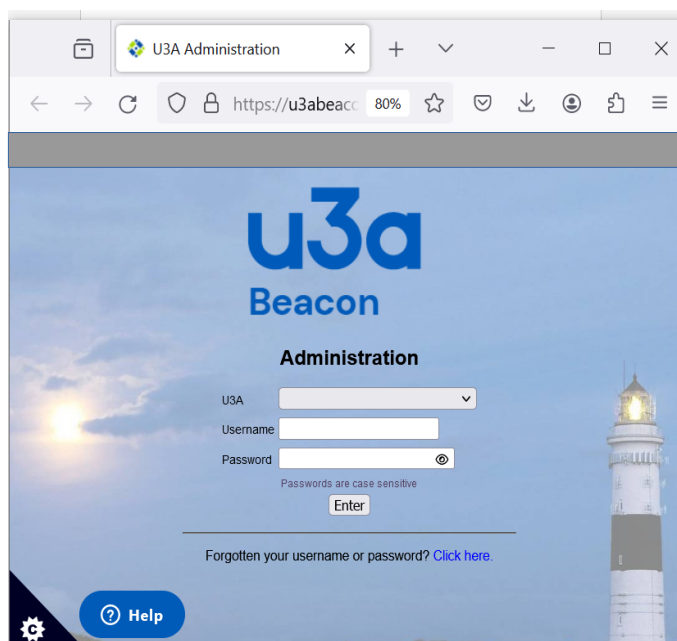 U3A Administration
https://u3abeacc 80%
u3a
Beacon
Administration
U3A
Username
Password
Passwords are case sensitive
Enter
Forgotten your username or password? Click here.
Help